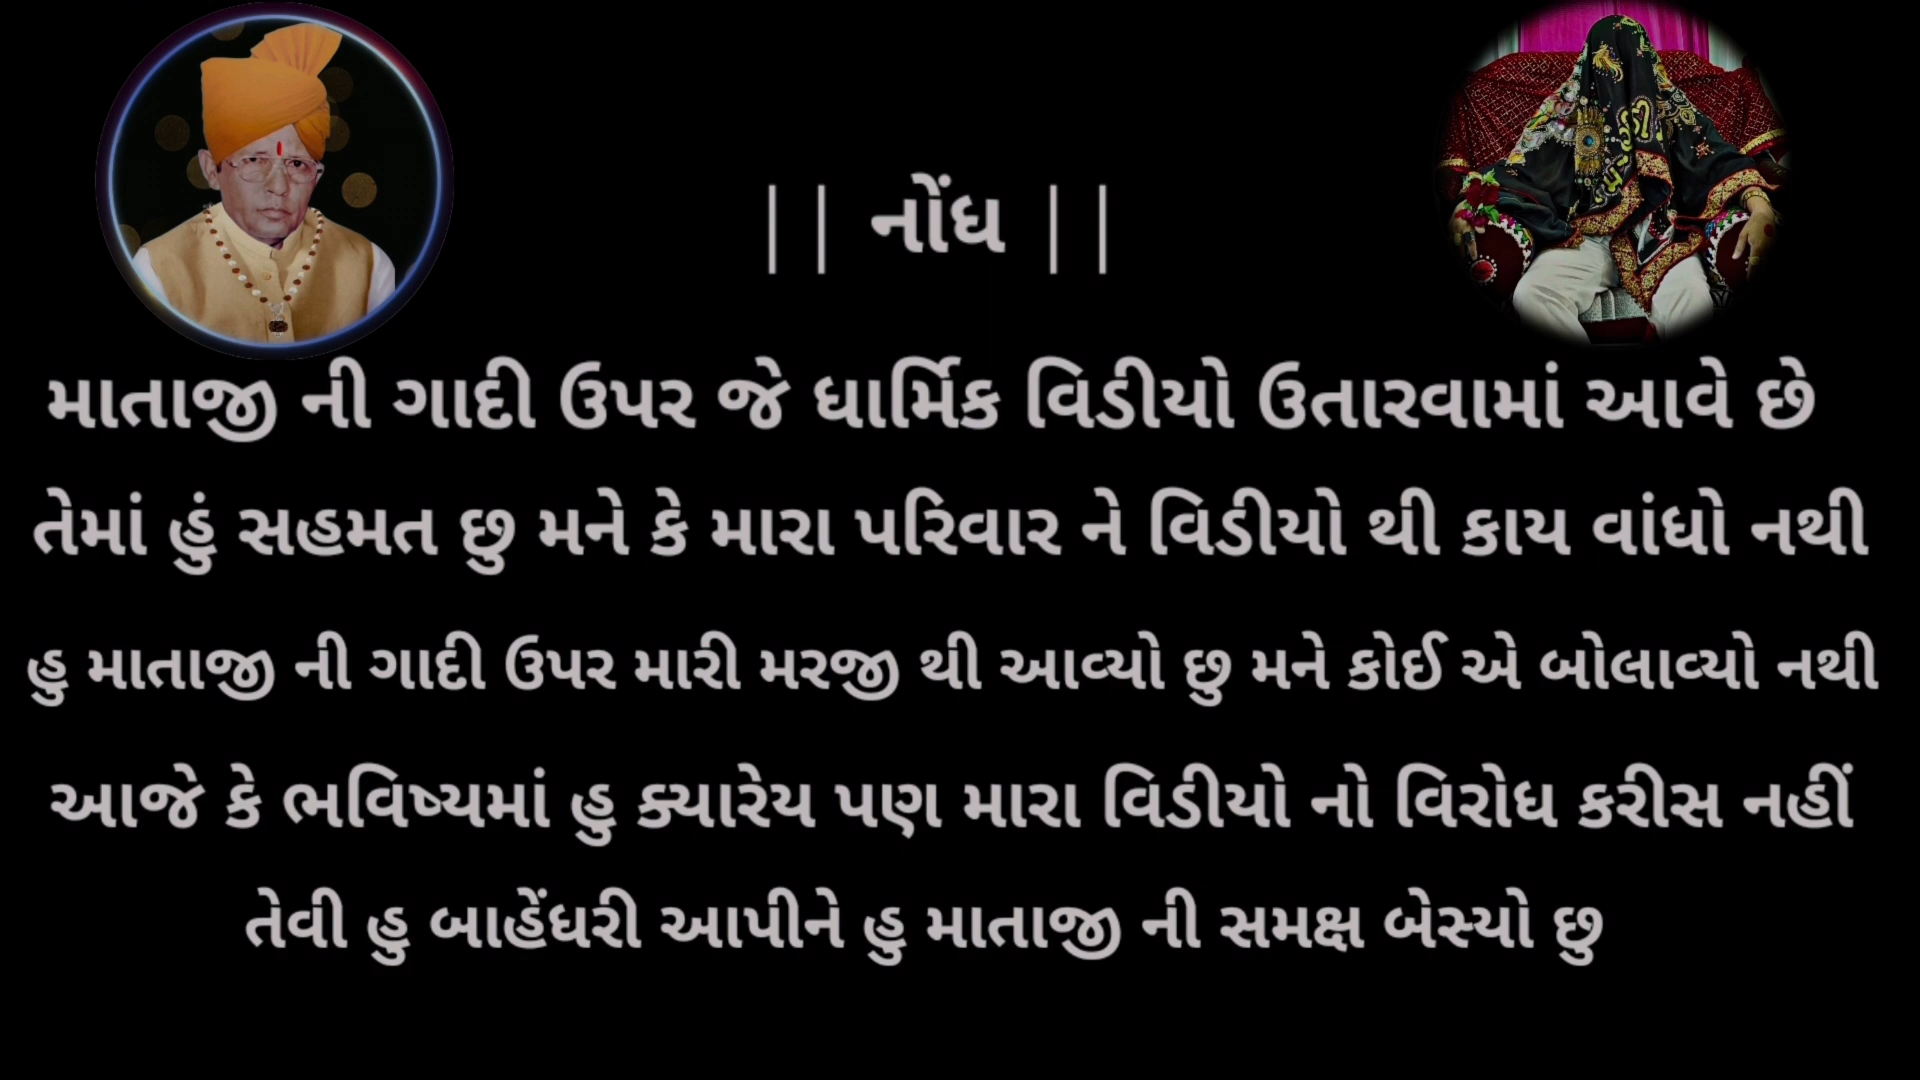 || નોંધ ||
માતાજી ની ગાદી ઉપર જે ધાર્મિક વિડીયો ઉતારવામાં આવે છે
તેમાં હું સહમત છુ મને કે મારા પરિવાર ને વિડીયો થી કાય વાંધો નથી
હુ માતાજી ની ગાદી ઉપર મારી મરજી થી આવ્યો છુ મને કોઈ એ બોલાવ્યો નથી
આજે કે ભવિષ્યમાં હુ ક્યારેય પણ મારા વિડીયો નો વિરોધ કરીસ નહીં
તેવી હુ બાહેંધરી આપીને હુ માતાજી ની સમક્ષ બેસ્યો છુ